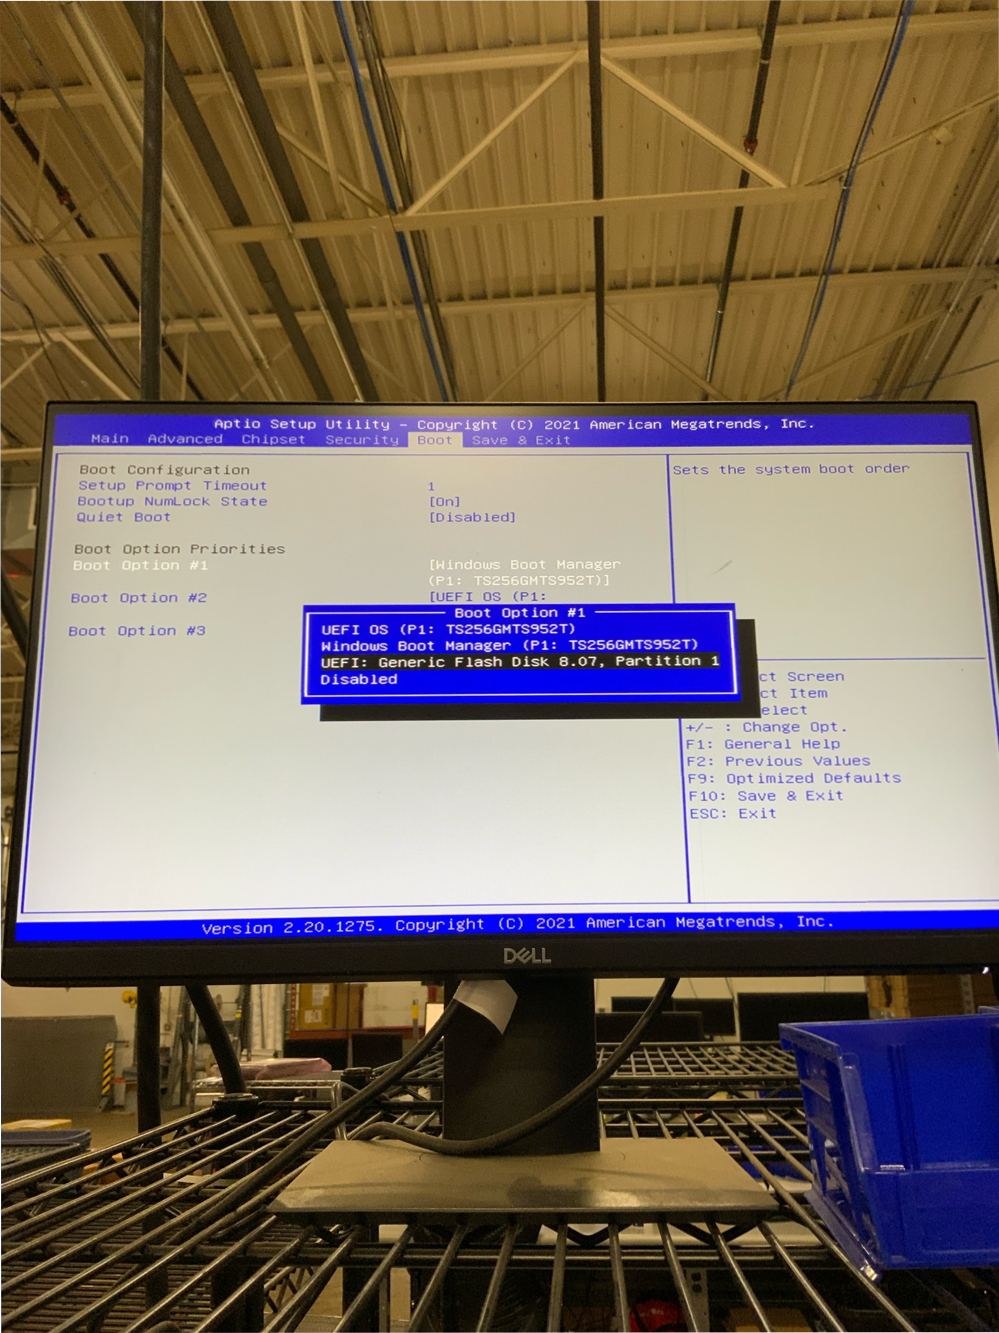 Aptio Setup Utility – Copyright (C) 2021 American Megatrends, Inc.
Main Advanced Chipset Security Boot Save & Exit
Boot Configuration
Setup Prompt Timeout 1
Bootup NumLock State [On]
Quiet Boot [Disabled]
Boot Option Priorities
Boot Option #1 [Windows Boot Manager
(P1: TS256GMTS952T)]
Boot Option #2 [UEFI OS (P1:
Boot Option #3
Boot Option #1
UEFI OS (P1: TS256GMTS952T)
Windows Boot Manager (P1: TS256GMTS952T)
UEFI: Generic Flash Disk 8.07, Partition 1
Disabled
Sets the system boot order
ct Screen
ct Item
elect
+/- : Change Opt.
F1: General Help
F2: Previous Values
F9: Optimized Defaults
F10: Save & Exit
ESC: Exit
Version 2.20.1275. Copyright (C) 2021 American Megatrends, Inc.
DELL